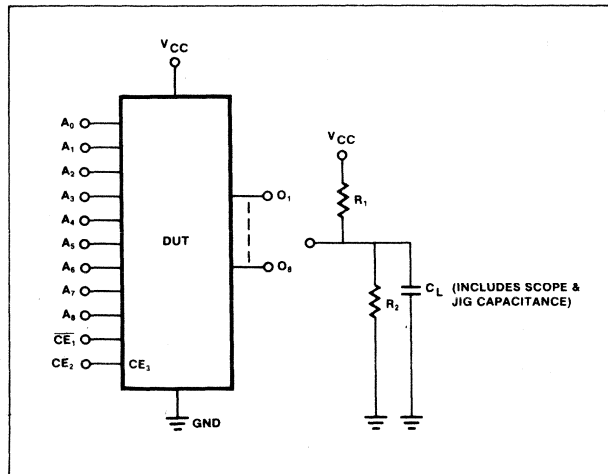 VCC
A0
A1
A2
A3
A4
A5
A6
A7
A8
CE1
CE2
CE3
DUT
O1
O8
GND
VCC
R1
R2
CL (INCLUDES SCOPE &
JIG CAPACITANCE)